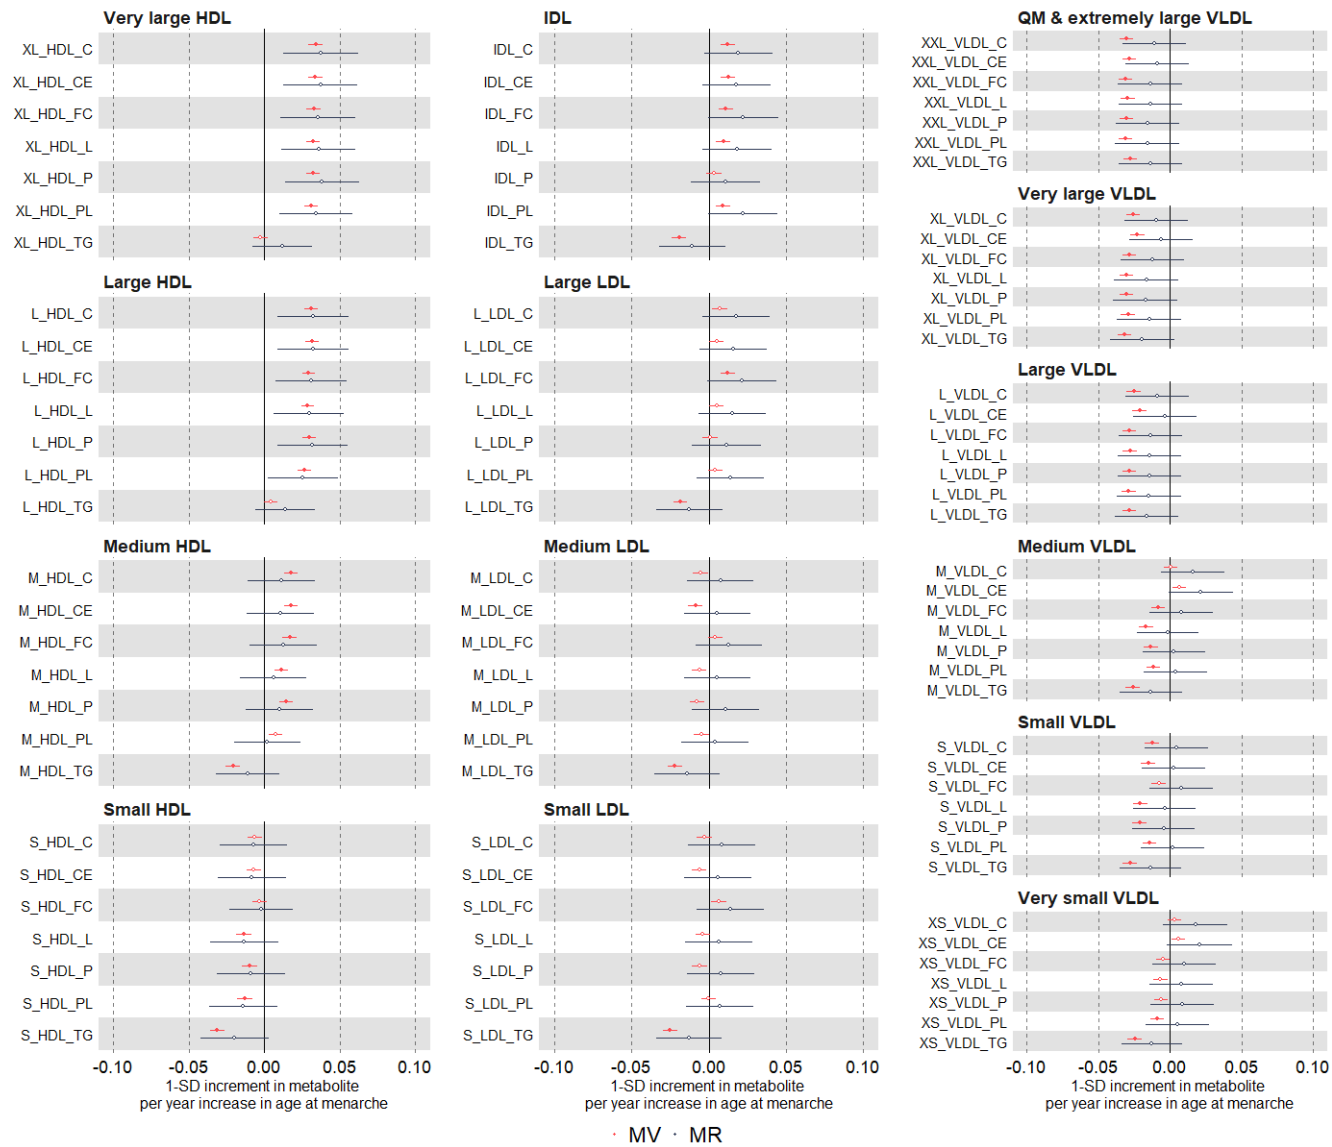 Very large HDL
XL_HDL_C
XL_HDL_CE
XL_HDL_FC
XL_HDL_L
XL_HDL_P
XL_HDL_PL
XL_HDL_TG
Large HDL
L_HDL_C
L_HDL_CE
L_HDL_FC
L_HDL_L
L_HDL_P
L_HDL_PL
L_HDL_TG
Medium HDL
M_HDL_C
M_HDL_CE
M_HDL_FC
M_HDL_L
M_HDL_P
M_HDL_PL
M_HDL_TG
Small HDL
S_HDL_C
S_HDL_CE
S_HDL_FC
S_HDL_L
S_HDL_P
S_HDL_PL
S_HDL_TG
-0.10 -0.05 0.00 0.05 0.10
1-SD increment in metabolite
per year increase in age at menarche
IDL
IDL_C
IDL_CE
IDL_FC
IDL_L
IDL_P
IDL_PL
IDL_TG
Large LDL
L_LDL_C
L_LDL_CE
L_LDL_FC
L_LDL_L
L_LDL_P
L_LDL_PL
L_LDL_TG
Medium LDL
M_LDL_C
M_LDL_CE
M_LDL_FC
M_LDL_L
M_LDL_P
M_LDL_PL
M_LDL_TG
Small LDL
S_LDL_C
S_LDL_CE
S_LDL_FC
S_LDL_L
S_LDL_P
S_LDL_PL
S_LDL_TG
-0.10 -0.05 0.00 0.05 0.10
1-SD increment in metabolite
per year increase in age at menarche
QM & extremely large VLDL
XXL_VLDL_C
XXL_VLDL_CE
XXL_VLDL_FC
XXL_VLDL_L
XXL_VLDL_P
XXL_VLDL_PL
XXL_VLDL_TG
Very large VLDL
XL_VLDL_C
XL_VLDL_CE
XL_VLDL_FC
XL_VLDL_L
XL_VLDL_P
XL_VLDL_PL
XL_VLDL_TG
Large VLDL
L_VLDL_C
L_VLDL_CE
L_VLDL_FC
L_VLDL_L
L_VLDL_P
L_VLDL_PL
L_VLDL_TG
Medium VLDL
M_VLDL_C
M_VLDL_CE
M_VLDL_FC
M_VLDL_L
M_VLDL_P
M_VLDL_PL
M_VLDL_TG
Small VLDL
S_VLDL_C
S_VLDL_CE
S_VLDL_FC
S_VLDL_L
S_VLDL_P
S_VLDL_PL
S_VLDL_TG
Very small VLDL
XS_VLDL_C
XS_VLDL_CE
XS_VLDL_FC
XS_VLDL_L
XS_VLDL_P
XS_VLDL_PL
XS_VLDL_TG
-0.10 -0.05 0.00 0.05 0.10
1-SD increment in metabolite
per year increase in age at menarche
MV MR